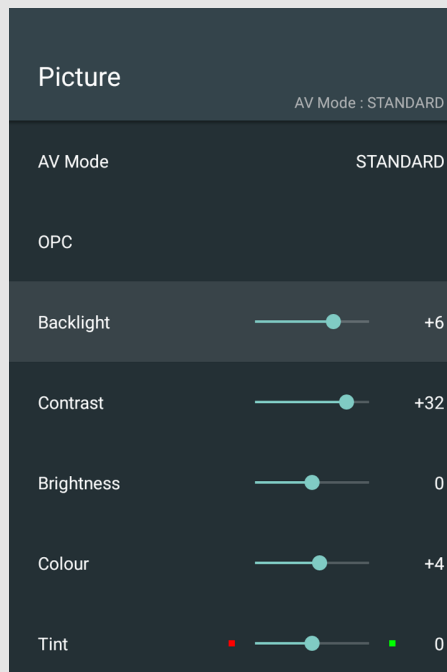 Picture
AV Mode : STANDARD
AV Mode STANDARD
OPC
Backlight +6
Contrast +32
Brightness 0
Colour +4
Tint 0